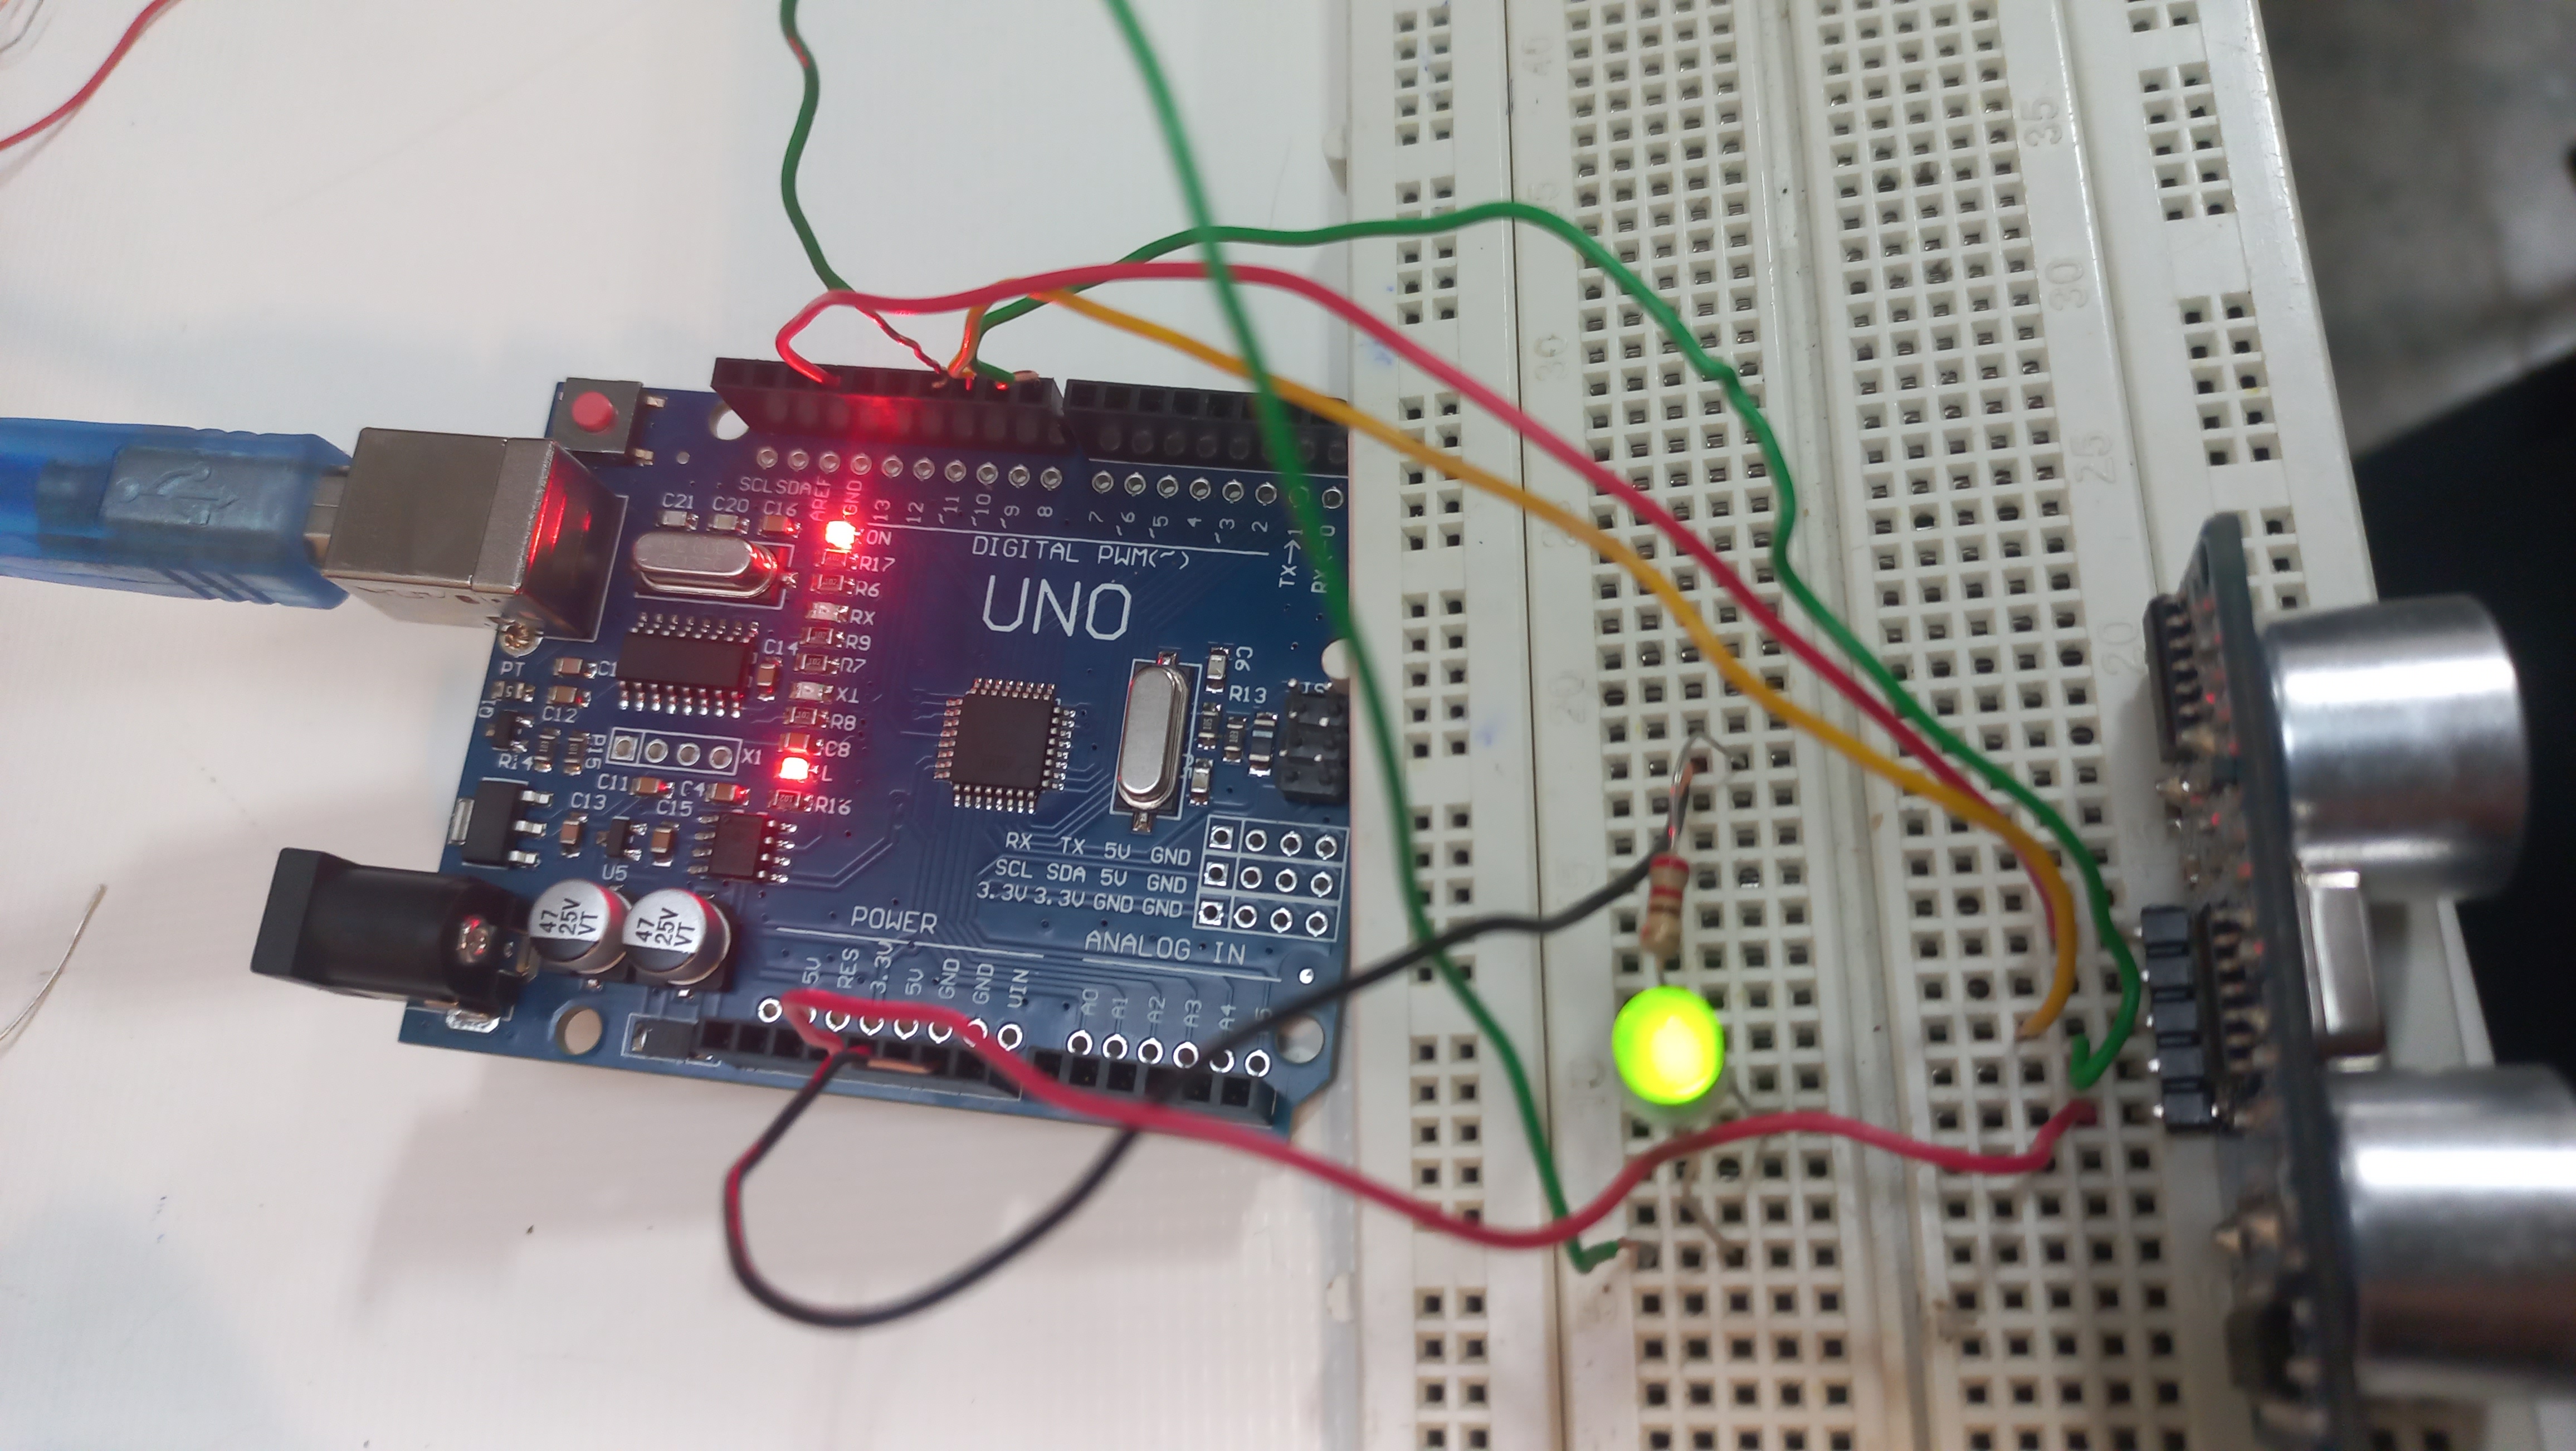 47
25V
VT
47
25V
VT
Q1
R14
PT
C12
C13
U5
C11
C15
C4
X1
C21
C20
C16
SCL
SDA
AREF
GND
13
12
~11
~10
~9
8
7
~6
~5
4
~3
2
TX→1
RX←0
R16
L
C8
R8
C14
R7
R9
RX
R6
R17
ON
5V
RES
3.3V
5V
GND
GND
VIN
POWER
A0
A1
A2
A3
A4
ANALOG IN
UNO
DIGITAL PWM(~)
RX TX 5V GND
SCL SDA 5V GND
3.3V 3.3V GND GND
R13
C6
20
30
35
40
20
25
30
35